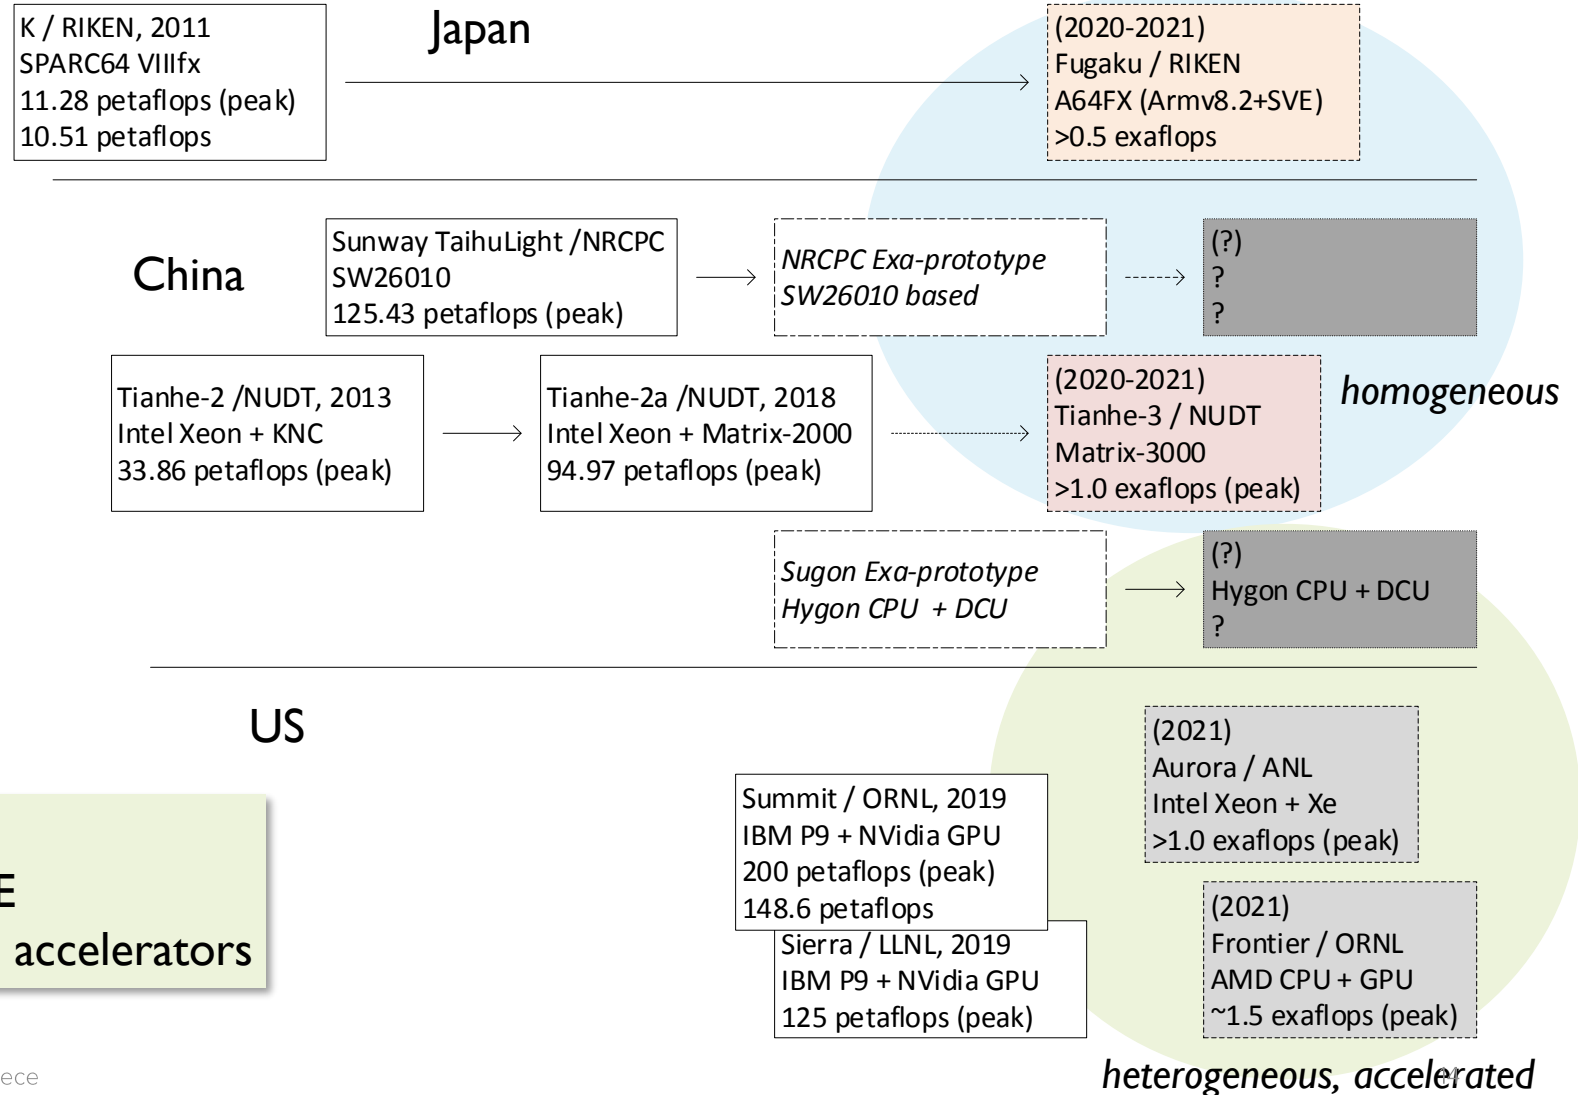 K / RIKEN, 2011
SPARC64 VIIIfx
11.28 petaflops (peak)
10.51 petaflops
Japan
(2020-2021)
Fugaku / RIKEN
A64FX (Armv8.2+SVE)
>0.5 exaflops
China
Sunway TaihuLight /NRCPC
SW26010
125.43 petaflops (peak)
NRCPC Exa-prototype
SW26010 based
(?)
?
?
Tianhe-2 /NUDT, 2013
Intel Xeon + KNC
33.86 petaflops (peak)
Tianhe-2a /NUDT, 2018
Intel Xeon + Matrix-2000
94.97 petaflops (peak)
(2020-2021)
Tianhe-3 / NUDT
Matrix-3000
>1.0 exaflops (peak)
homogeneous
Sugon Exa-prototype
Hygon CPU + DCU
(?)
Hygon CPU + DCU
?
US
Summit / ORNL, 2019
IBM P9 + NVidia GPU
200 petaflops (peak)
148.6 petaflops
Sierra / LLNL, 2019
IBM P9 + NVidia GPU
125 petaflops (peak)
(2021)
Aurora / ANL
Intel Xeon + Xe
>1.0 exaflops (peak)
(2021)
Frontier / ORNL
AMD CPU + GPU
~1.5 exaflops (peak)
E
accelerators
ece
heterogeneous, accelerated
14